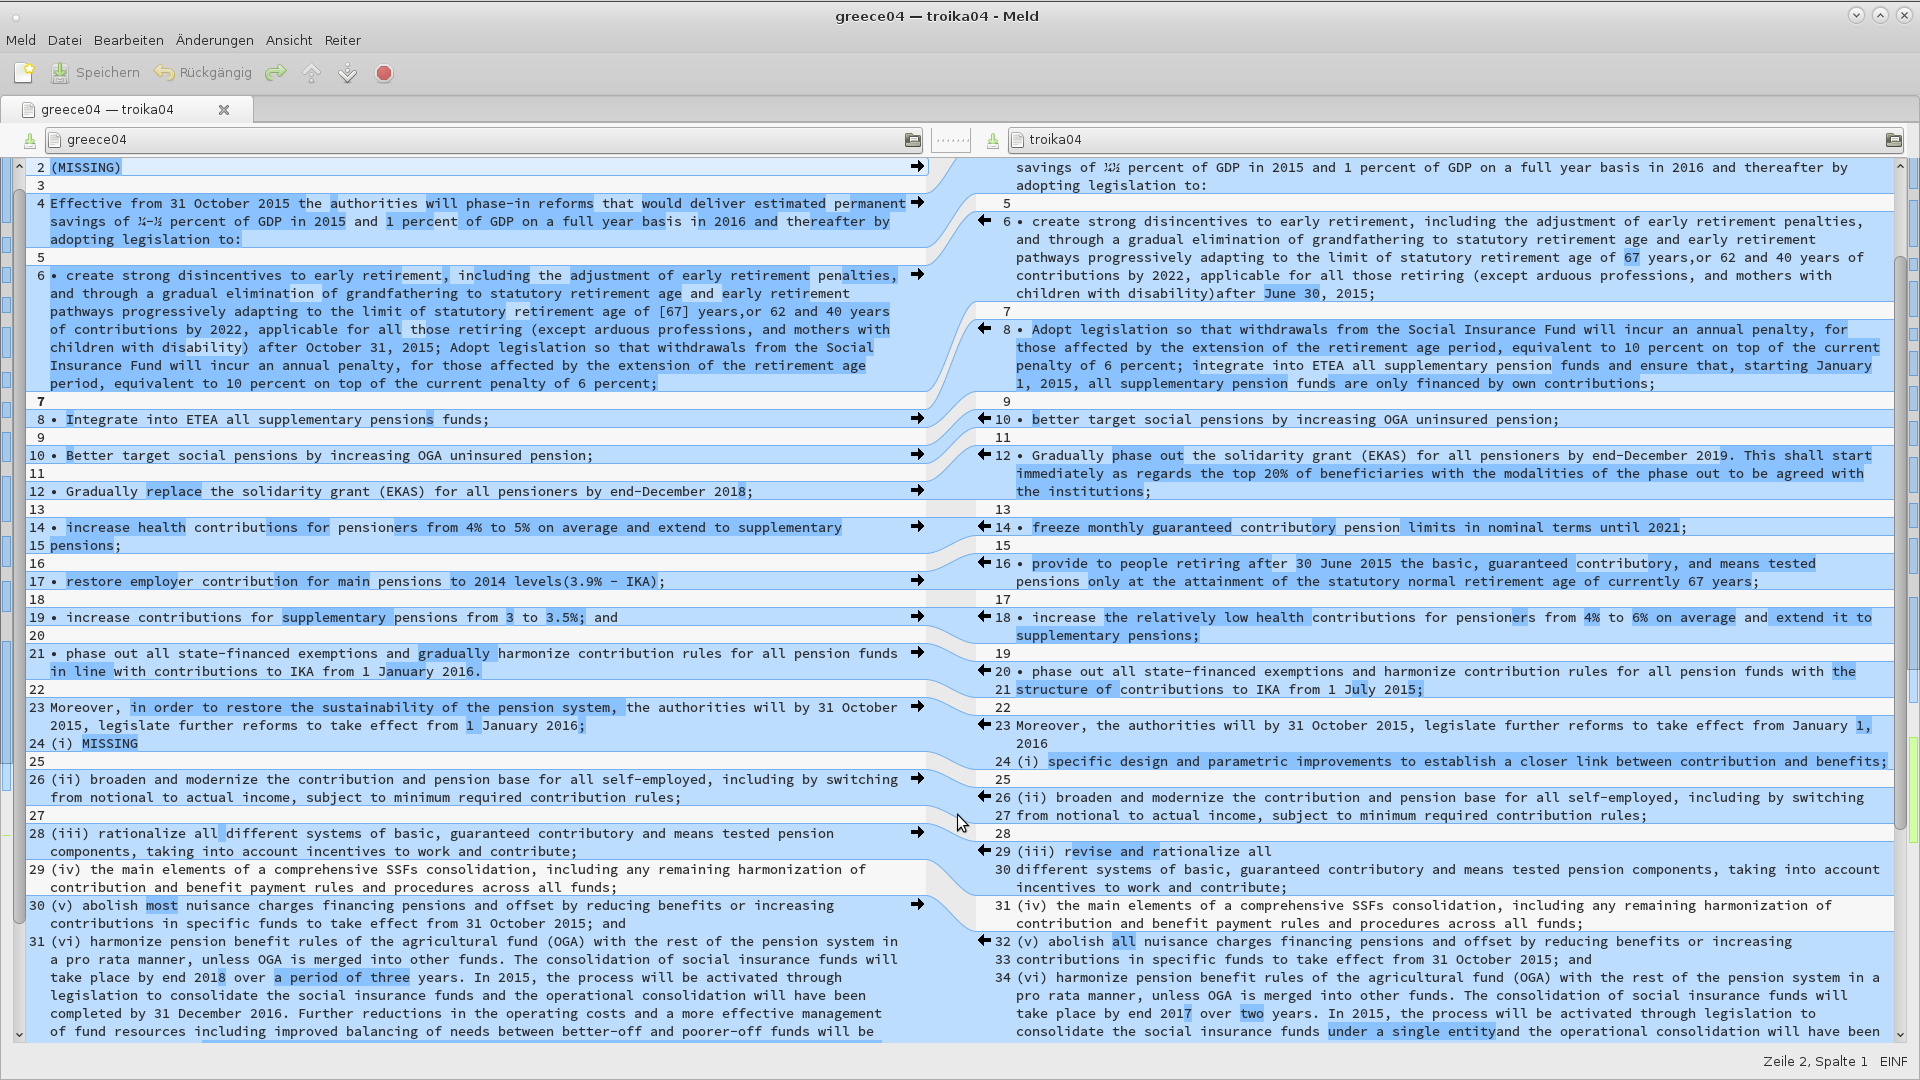 greece04 — troika04 - Meld
Meld Datei Bearbeiten Änderungen Ansicht Reiter
Speichern Rückgängig
greece04 — troika04
greece04
2 (MISSING)
3
4 Effective from 31 October 2015 the authorities will phase-in reforms that would deliver estimated permanent
savings of ¼-½ percent of GDP in 2015 and 1 percent of GDP on a full year basis in 2016 and thereafter by
adopting legislation to:
5
6 • create strong disincentives to early retirement, including the adjustment of early retirement penalties,
and through a gradual elimination of grandfathering to statutory retirement age and early retirement
pathways progressively adapting to the limit of statutory retirement age of [67] years,or 62 and 40 years
of contributions by 2022, applicable for all those retiring (except arduous professions, and mothers with
children with disability) after October 31, 2015; Adopt legislation so that withdrawals from the Social
Insurance Fund will incur an annual penalty, for those affected by the extension of the retirement age
period, equivalent to 10 percent on top of the current penalty of 6 percent;
7
8 • Integrate into ETEA all supplementary pensions funds;
9
10 • Better target social pensions by increasing OGA uninsured pension;
11
12 • Gradually replace the solidarity grant (EKAS) for all pensioners by end-December 2018;
13
14 • increase health contributions for pensioners from 4% to 5% on average and extend to supplementary
15 pensions;
16
17 • restore employer contribution for main pensions to 2014 levels(3.9% - IKA);
18
19 • increase contributions for supplementary pensions from 3 to 3.5%; and
20
21 • phase out all state-financed exemptions and gradually harmonize contribution rules for all pension funds
in line with contributions to IKA from 1 January 2016.
22
23 Moreover, in order to restore the sustainability of the pension system, the authorities will by 31 October
2015, legislate further reforms to take effect from 1 January 2016;
24 (i) MISSING
25
26 (ii) broaden and modernize the contribution and pension base for all self-employed, including by switching
from notional to actual income, subject to minimum required contribution rules;
27
28 (iii) rationalize all different systems of basic, guaranteed contributory and means tested pension
components, taking into account incentives to work and contribute;
29 (iv) the main elements of a comprehensive SSFs consolidation, including any remaining harmonization of
contribution and benefit payment rules and procedures across all funds;
30 (v) abolish most nuisance charges financing pensions and offset by reducing benefits or increasing
contributions in specific funds to take effect from 31 October 2015; and
31 (vi) harmonize pension benefit rules of the agricultural fund (OGA) with the rest of the pension system in
a pro rata manner, unless OGA is merged into other funds. The consolidation of social insurance funds will
take place by end 2018 over a period of three years. In 2015, the process will be activated through
legislation to consolidate the social insurance funds and the operational consolidation will have been
completed by 31 December 2016. Further reductions in the operating costs and a more effective management
of fund resources including improved balancing of needs between better-off and poorer-off funds will be
troika04
savings of ¼-½ percent of GDP in 2015 and 1 percent of GDP on a full year basis in 2016 and thereafter by
adopting legislation to:
5
6 • create strong disincentives to early retirement, including the adjustment of early retirement penalties,
and through a gradual elimination of grandfathering to statutory retirement age and early retirement
pathways progressively adapting to the limit of statutory retirement age of 67 years,or 62 and 40 years of
contributions by 2022, applicable for all those retiring (except arduous professions, and mothers with
children with disability)after June 30, 2015;
7
8 • Adopt legislation so that withdrawals from the Social Insurance Fund will incur an annual penalty, for
those affected by the extension of the retirement age period, equivalent to 10 percent on top of the current
penalty of 6 percent; integrate into ETEA all supplementary pension funds and ensure that, starting January
1, 2015, all supplementary pension funds are only financed by own contributions;
9
10 • better target social pensions by increasing OGA uninsured pension;
11
12 • Gradually phase out the solidarity grant (EKAS) for all pensioners by end-December 2019. This shall start
immediately as regards the top 20% of beneficiaries with the modalities of the phase out to be agreed with
the institutions;
13
14 • freeze monthly guaranteed contributory pension limits in nominal terms until 2021;
15
16 • provide to people retiring after 30 June 2015 the basic, guaranteed contributory, and means tested
pensions only at the attainment of the statutory normal retirement age of currently 67 years;
17
18 • increase the relatively low health contributions for pensioners from 4% to 6% on average and extend it to
supplementary pensions;
19
20 • phase out all state-financed exemptions and harmonize contribution rules for all pension funds with the
21 structure of contributions to IKA from 1 July 2015;
22
23 Moreover, the authorities will by 31 October 2015, legislate further reforms to take effect from January 1,
2016
24 (i) specific design and parametric improvements to establish a closer link between contribution and benefits;
25
26 (ii) broaden and modernize the contribution and pension base for all self-employed, including by switching
27 from notional to actual income, subject to minimum required contribution rules;
28
29 (iii) revise and rationalize all
30 different systems of basic, guaranteed contributory and means tested pension components, taking into account
incentives to work and contribute;
31 (iv) the main elements of a comprehensive SSFs consolidation, including any remaining harmonization of
contribution and benefit payment rules and procedures across all funds;
32 (v) abolish all nuisance charges financing pensions and offset by reducing benefits or increasing
33 contributions in specific funds to take effect from 31 October 2015; and
34 (vi) harmonize pension benefit rules of the agricultural fund (OGA) with the rest of the pension system in a
pro rata manner, unless OGA is merged into other funds. The consolidation of social insurance funds will
take place by end 2017 over two years. In 2015, the process will be activated through legislation to
consolidate the social insurance funds under a single entityand the operational consolidation will have been
Zeile 2, Spalte 1 EINF